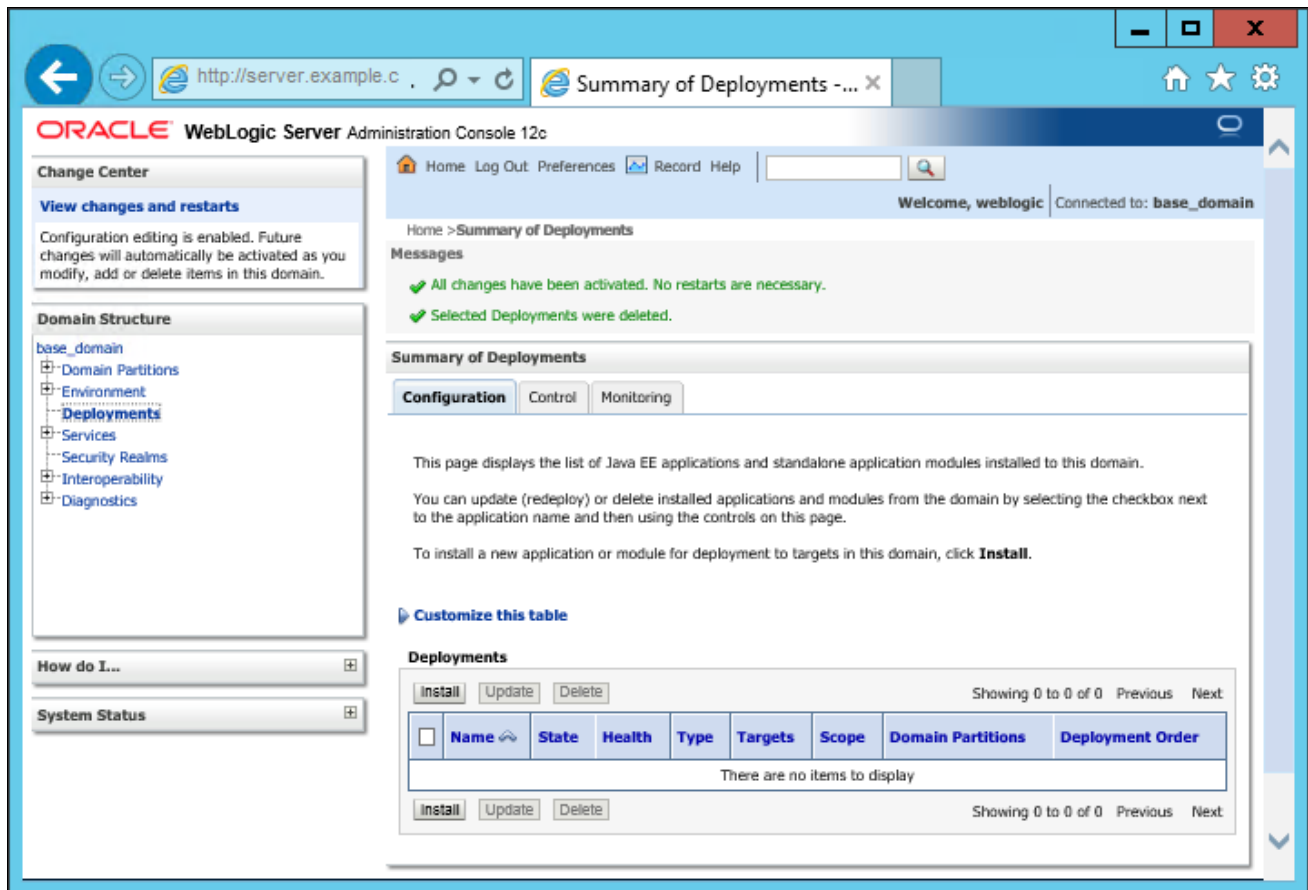 X
http://server.example.c
Summary of Deployments -...
ORACLE WebLogic Server Administration Console 12c
Change Center
View changes and restarts
Configuration editing is enabled. Future
changes will automatically be activated as you
modify, add or delete items in this domain.
Domain Structure
base_domain
Domain Partitions
Environment
Deployments
Services
Security Realms
Interoperability
Diagnostics
How do I...
System Status
Home Log Out Preferences Record Help
Welcome, weblogic Connected to: base_domain
Home >Summary of Deployments
Messages
All changes have been activated. No restarts are necessary.
Selected Deployments were deleted.
Summary of Deployments
Configuration Control Monitoring
This page displays the list of Java EE applications and standalone application modules installed to this domain.
You can update (redeploy) or delete installed applications and modules from the domain by selecting the checkbox next
to the application name and then using the controls on this page.
To install a new application or module for deployment to targets in this domain, click Install.
Customize this table
Deployments
Install Update Delete Showing 0 to 0 of 0 Previous Next
Name State Health Type Targets Scope Domain Partitions Deployment Order
There are no items to display
Install Update Delete Showing 0 to 0 of 0 Previous Next